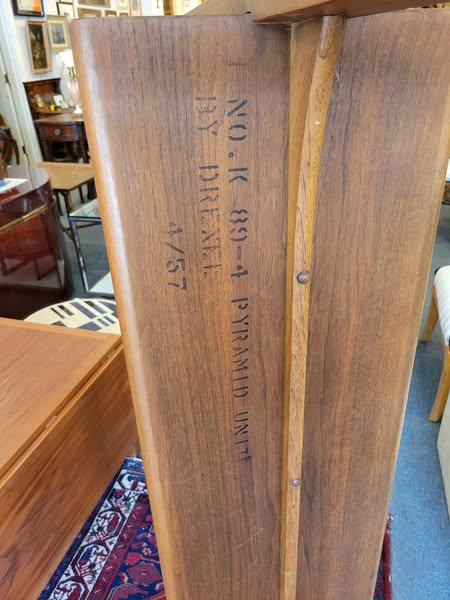 NO. K 89-4 PYRAMID UNIT
BY DREXEL
4/57